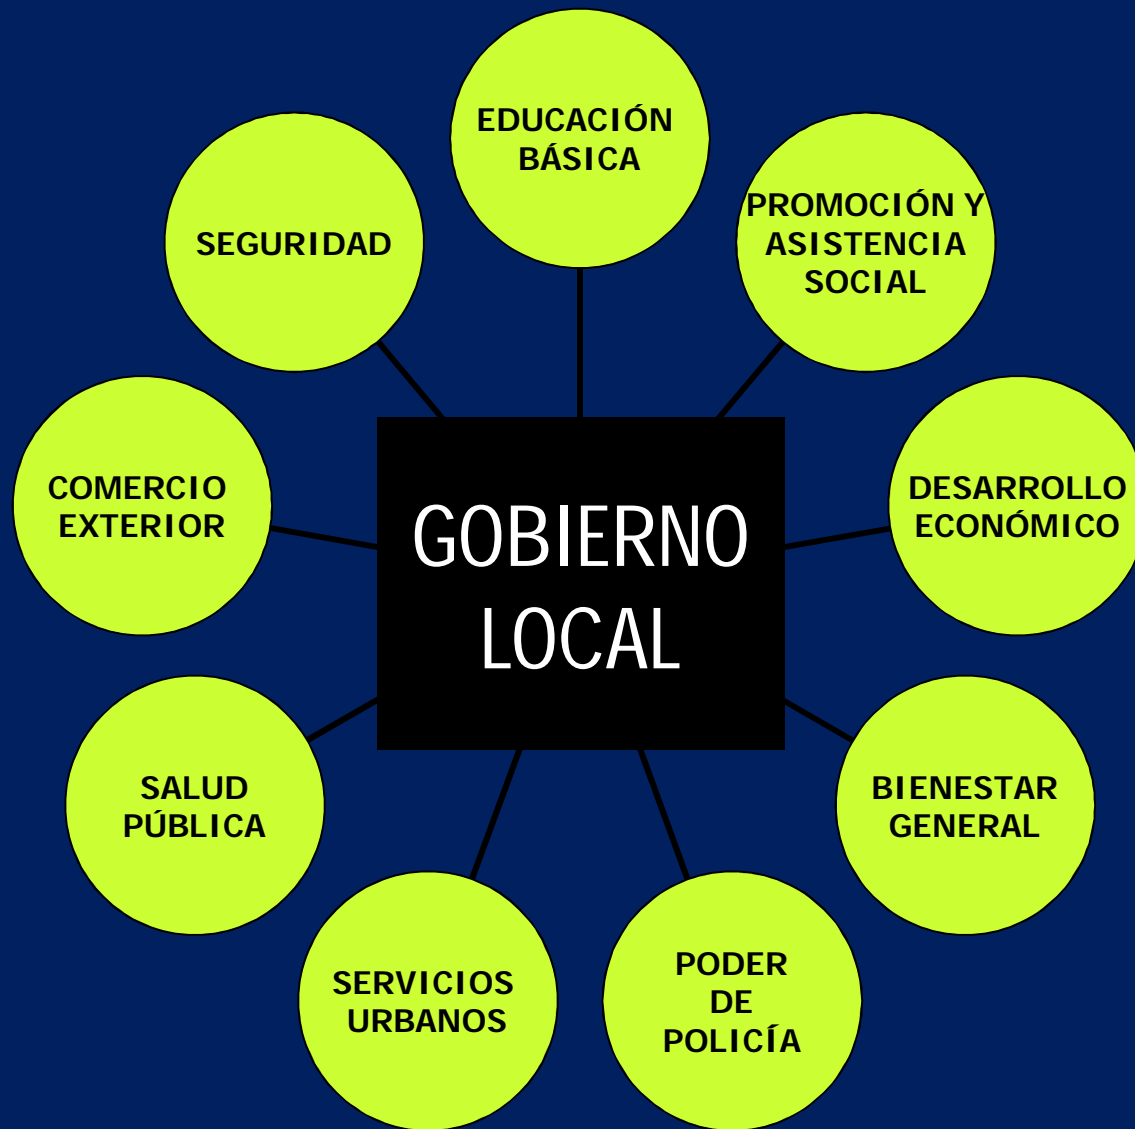 EDUCACIÓN
BÁSICA
PROMOCIÓN Y
ASISTENCIA
SOCIAL
SEGURIDAD
COMERCIO
EXTERIOR
DESARROLLO
ECONÓMICO
GOBIERNO
LOCAL
SALUD
PÚBLICA
BIENESTAR
GENERAL
SERVICIOS
URBANOS
PODER
DE
POLICÍA